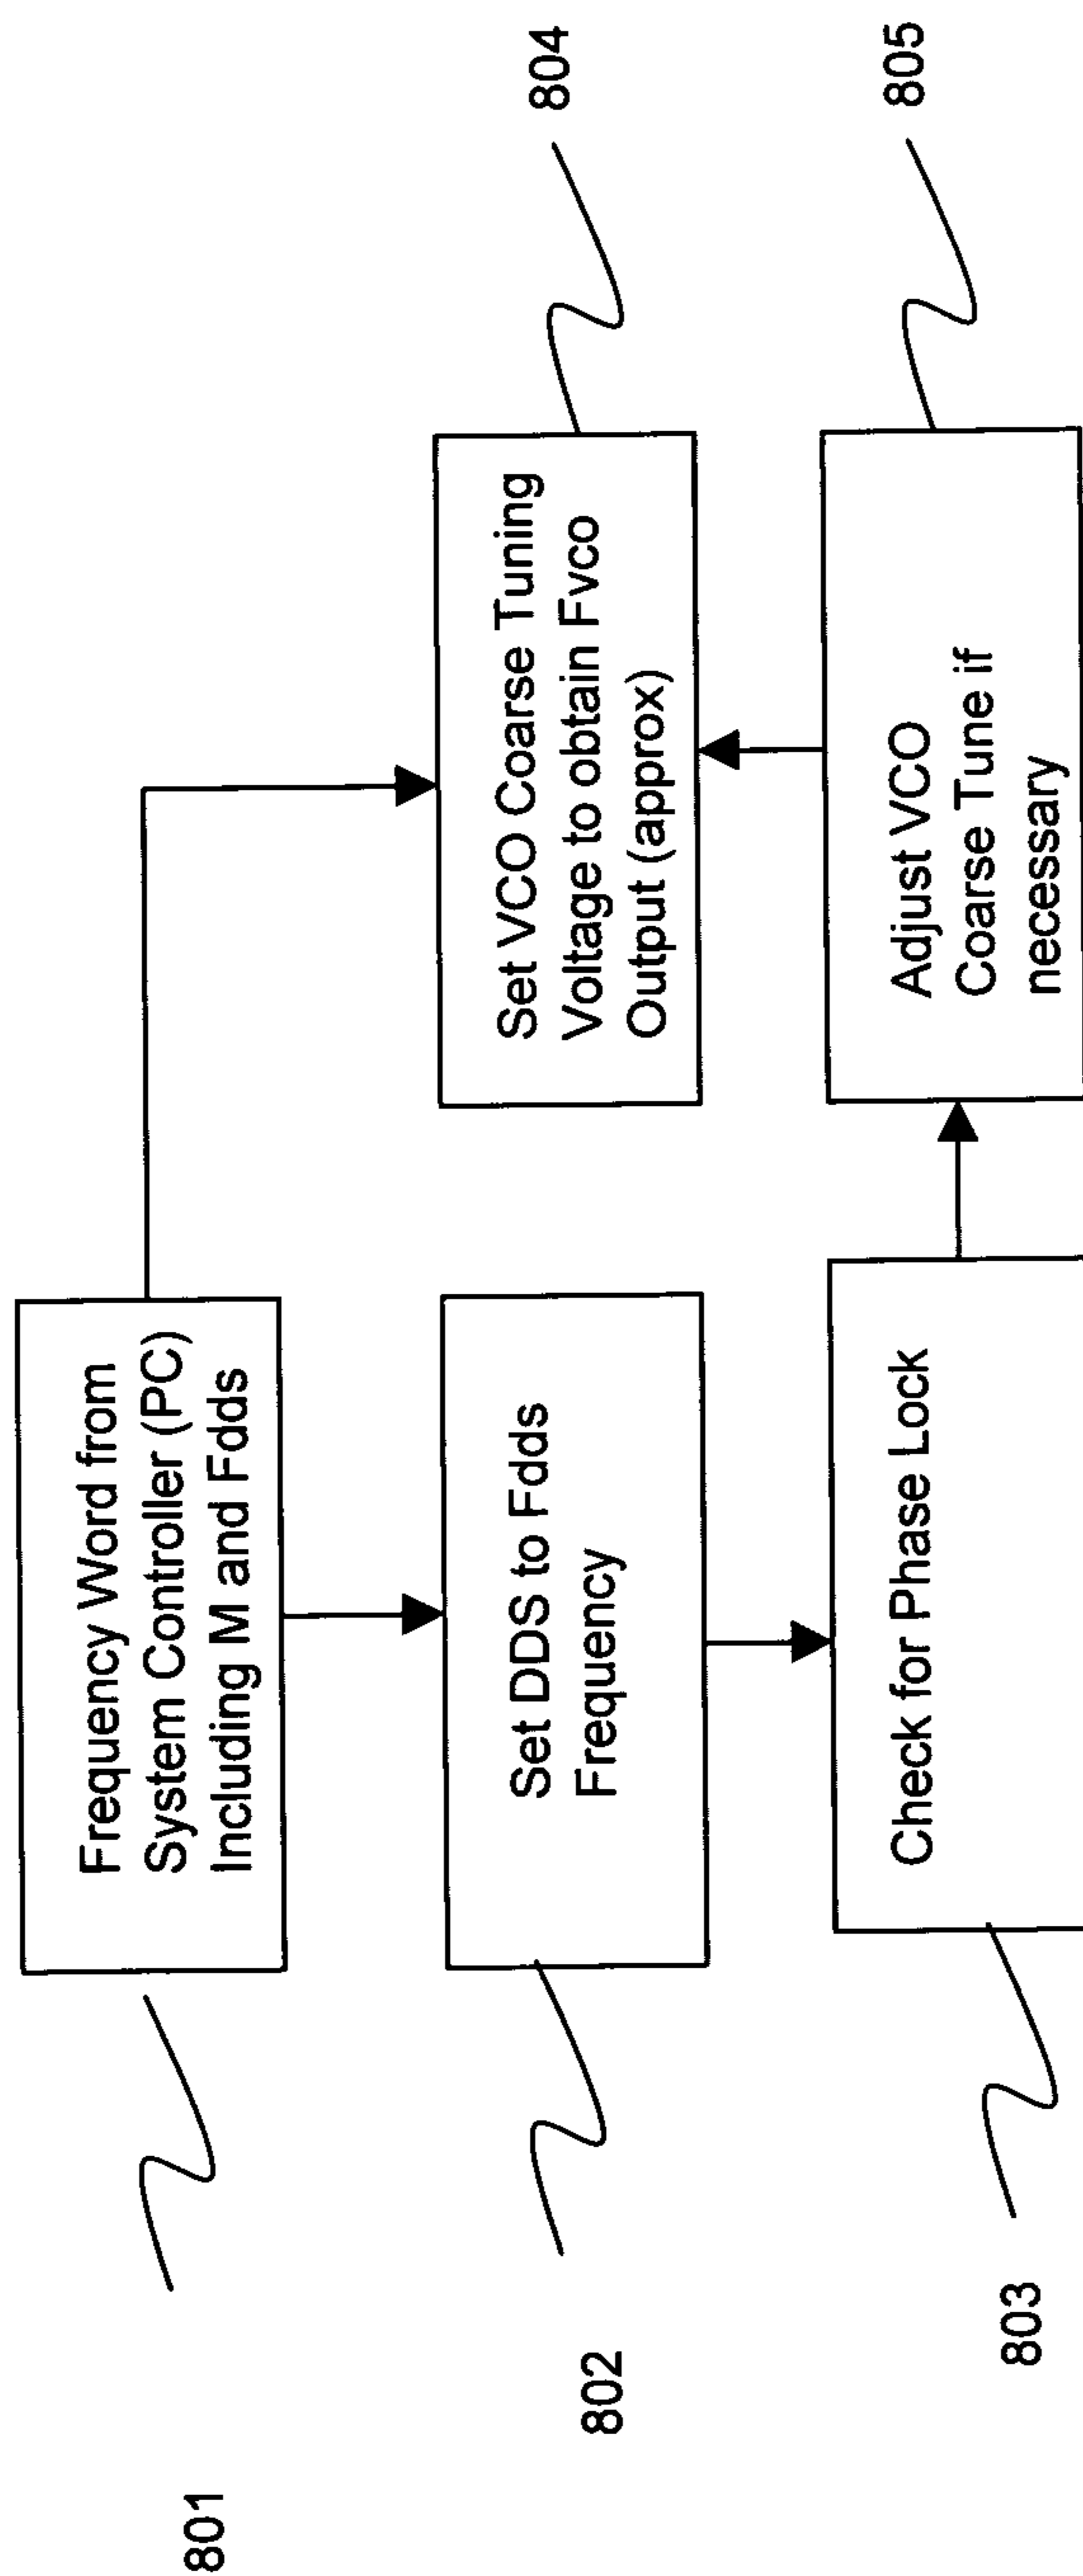 801
Frequency Word from
System Controller (PC)
Including M and Fdds
802
Set DDS to Fdds
Frequency
803
Check for Phase Lock
Set VCO Coarse Tuning
Voltage to obtain Fvco
Output (approx)
804
Adjust VCO
Coarse Tune if
necessary
805